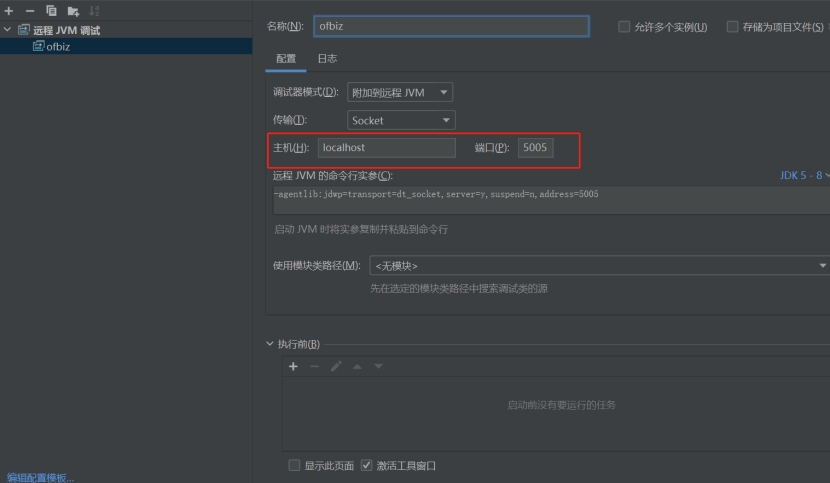 远程 JVM 调试
ofbiz
名称(N): ofbiz 允许多个实例(U) 存储为项目文件(S)
配置 日志
调试器模式(D): 附加到远程 JVM
传输(T): Socket
主机(H): localhost 端口(P): 5005
远程 JVM 的命令行实参(C): JDK 5 - 8
-agentlib:jdwp=transport=dt_socket,server=y,suspend=n,address=5005
启动 JVM 时将实参复制并粘贴到命令行
使用模块类路径(M): <无模块>
先在选定的模块类路径中搜索调试类的源
执行前(B)
启动前没有要运行的任务
显示此页面 激活工具窗口
编辑配置模板...